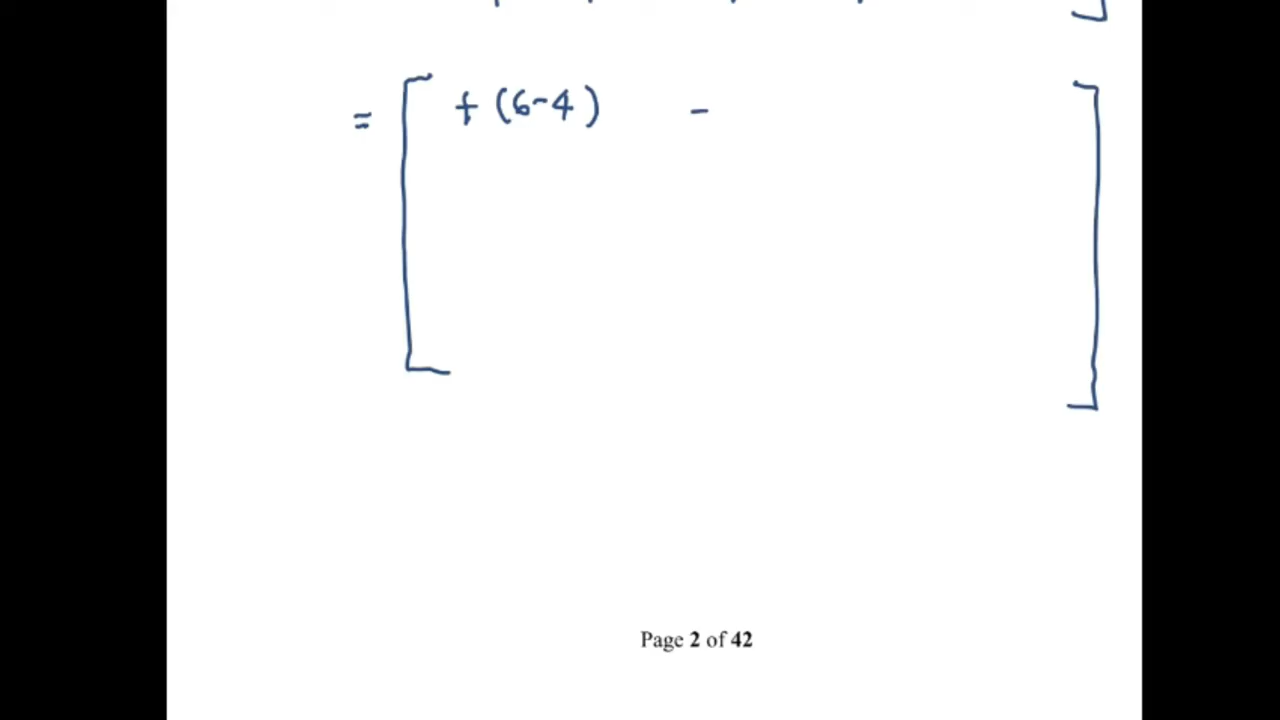 = [ + (6-4) - ]
Page 2 of 42